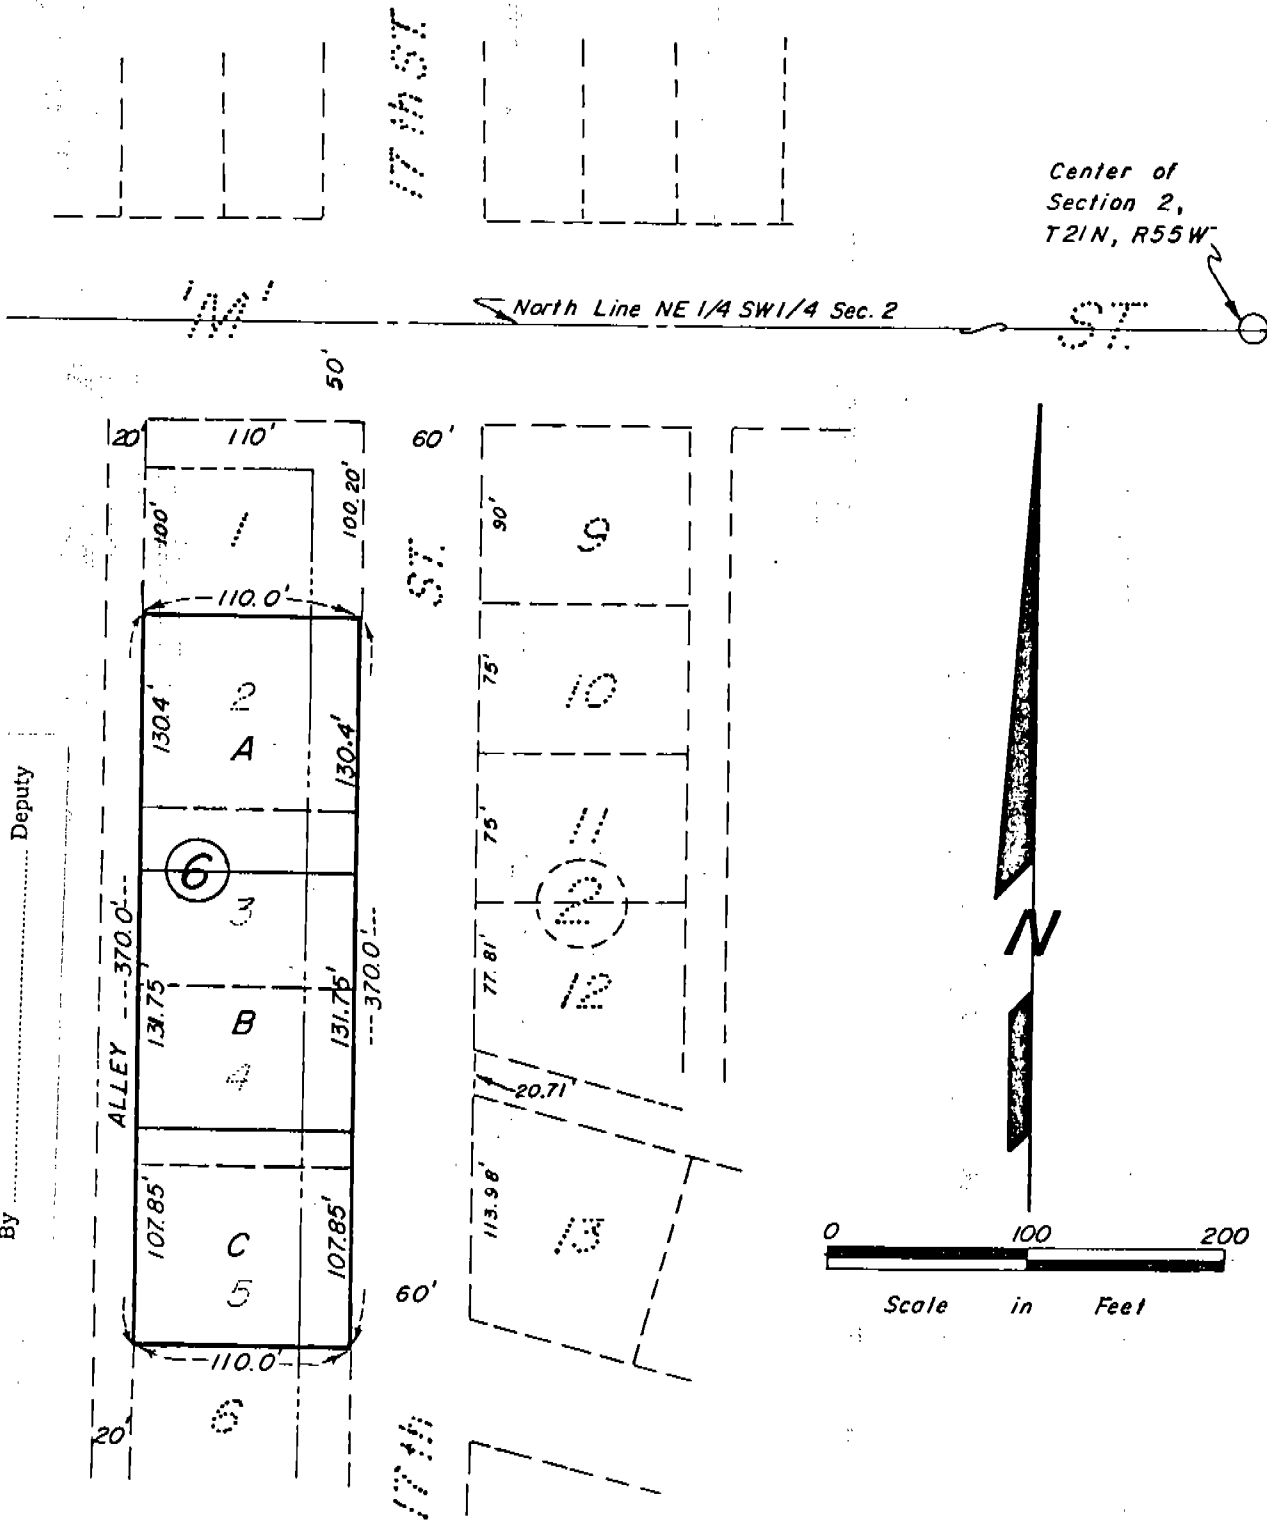 17th ST.
Center of
Section 2,
T21N, R55W
'M'
North Line NE 1/4 SW1/4 Sec. 2
ST.
50'
20'
110'
60'
100'
1
100.20'
90'
9
ST.
110.0'
2
A
130.4'
130.4'
75'
10
By ........ Deputy
75'
11
6
3
2
ALLEY
370.0'
131.75'
131.75'
370.0'
77.81'
12
B
4
20.71'
N
107.85'
107.85'
113.98'
13
C
5
60'
0 100 200
Scale in Feet
110.0'
6
20'
17th